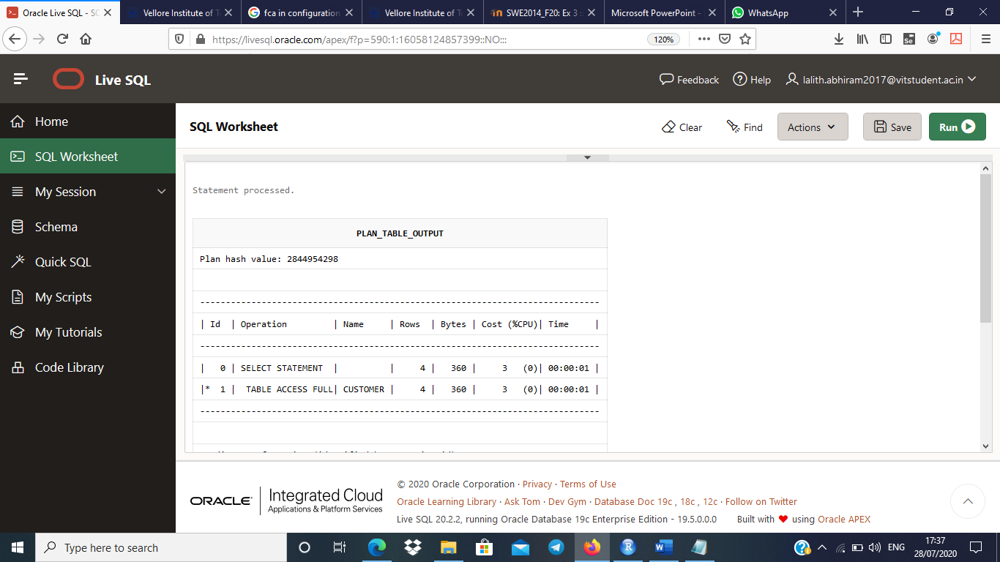 Oracle Live SQL - SC
Vellore Institute of Te
fca in configuration
Vellore Institute of Te
SWE2014_F20: Ex 3 ::
Microsoft PowerPoint -
WhatsApp
https://livesql.oracle.com/apex/f?p=590:1:16058124857399::NO:::
120%
Live SQL
Feedback
Help
lalith.abhiram2017@vitstudent.ac.in
Home
SQL Worksheet
My Session
Schema
Quick SQL
My Scripts
My Tutorials
Code Library
SQL Worksheet
Clear
Find
Actions
Save
Run
Statement processed.
PLAN_TABLE_OUTPUT
Plan hash value: 2844954298
------------------------------------------------------------------------------
| Id | Operation | Name | Rows | Bytes | Cost (%CPU)| Time |
------------------------------------------------------------------------------
| 0 | SELECT STATEMENT | | 4 | 360 | 3 (0)| 00:00:01 |
|* 1 | TABLE ACCESS FULL| CUSTOMER | 4 | 360 | 3 (0)| 00:00:01 |
------------------------------------------------------------------------------
ORACLE
Integrated Cloud
Applications & Platform Services
© 2020 Oracle Corporation · Privacy · Terms of Use
Oracle Learning Library · Ask Tom · Dev Gym · Database Doc 19c , 18c , 12c · Follow on Twitter
Live SQL 20.2.2, running Oracle Database 19c Enterprise Edition - 19.5.0.0.0 Built with ❤ using Oracle APEX
Type here to search
ENG
17:37
28/07/2020